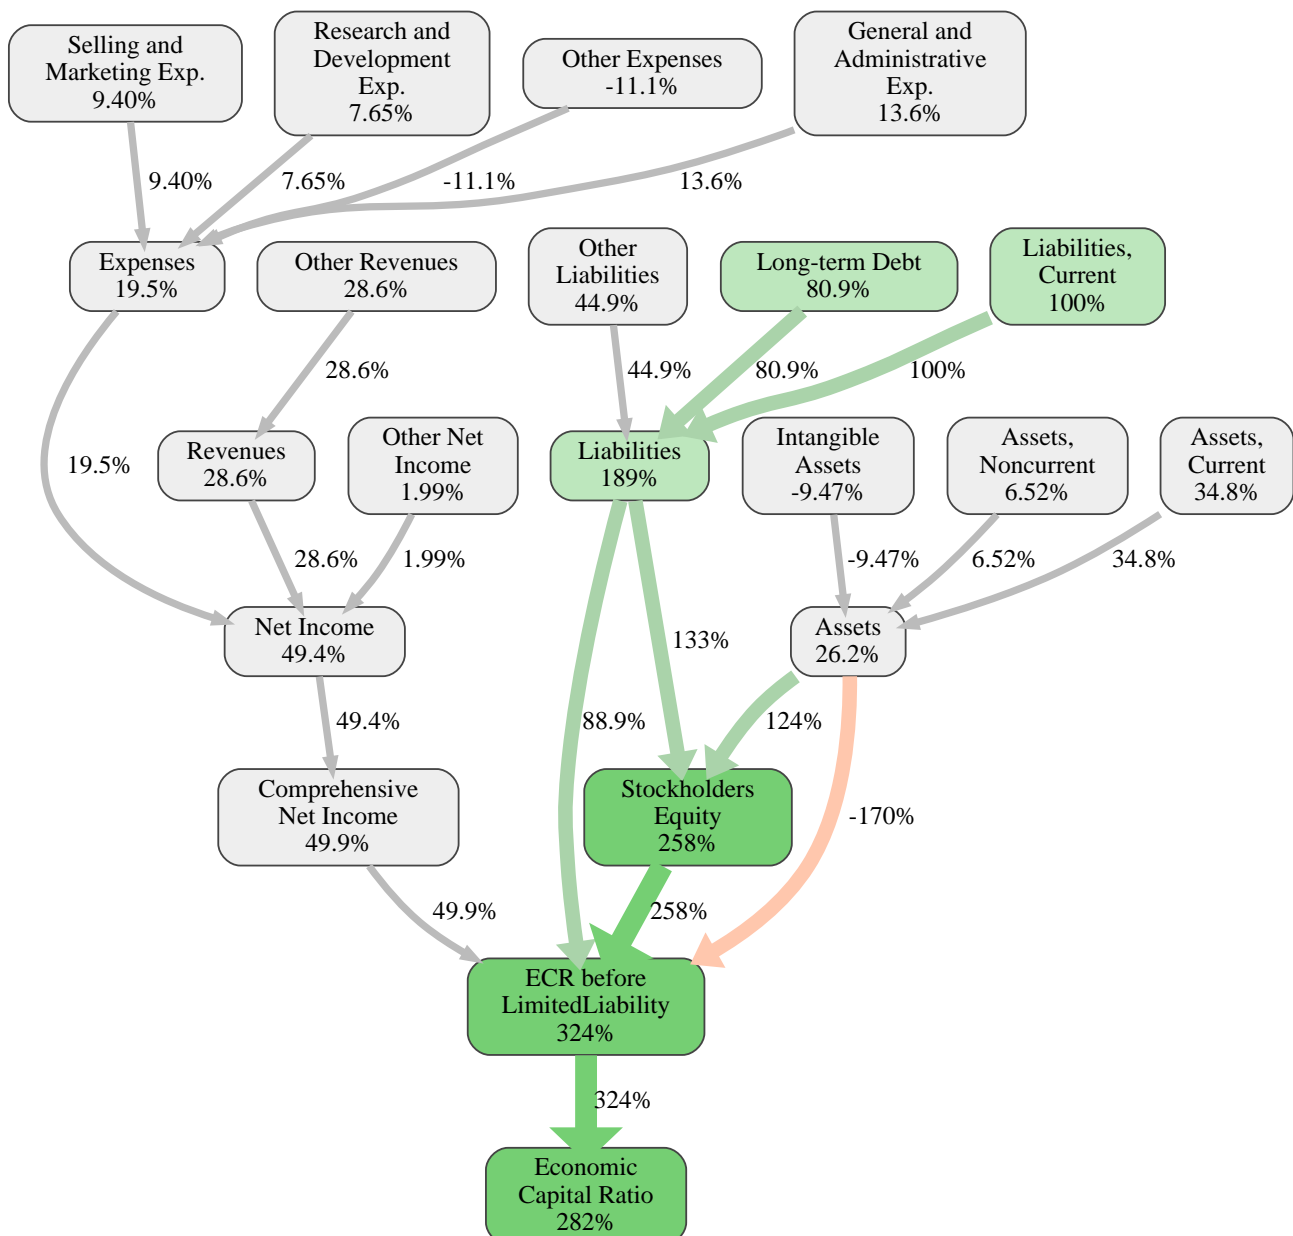 Selling and
Marketing Exp.
9.40%
Research and
Development
Exp.
7.65%
Other Expenses
-11.1%
General and
Administrative
Exp.
13.6%
9.40%
7.65%
-11.1%
13.6%
Expenses
19.5%
Other Revenues
28.6%
Other
Liabilities
44.9%
Long-term Debt
80.9%
Liabilities,
Current
100%
28.6%
44.9%
80.9%
100%
19.5%
Revenues
28.6%
Other Net
Income
1.99%
Liabilities
189%
Intangible
Assets
-9.47%
Assets,
Noncurrent
6.52%
Assets,
Current
34.8%
28.6%
1.99%
-9.47%
6.52%
34.8%
Net Income
49.4%
133%
Assets
26.2%
49.4%
88.9%
124%
-170%
Comprehensive
Net Income
49.9%
Stockholders
Equity
258%
49.9%
258%
ECR before
LimitedLiability
324%
324%
Economic
Capital Ratio
282%